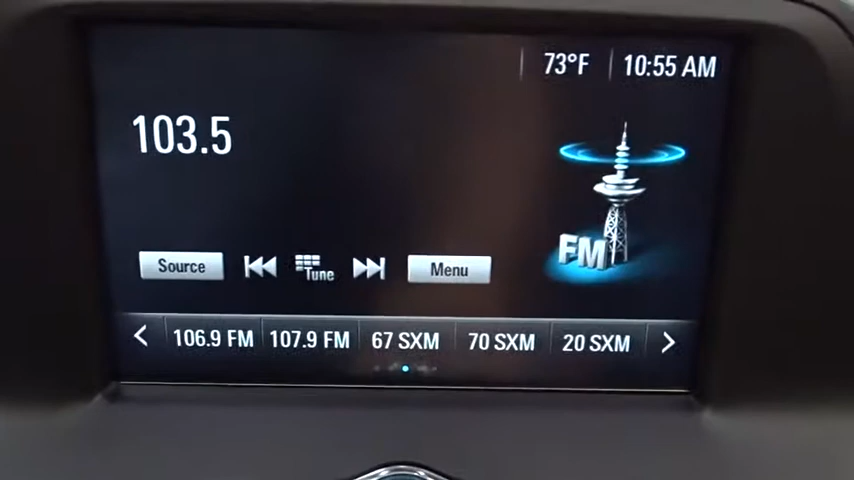 73°F 10:55 AM
103.5
FM
Source Tune Menu
106.9 FM 107.9 FM 67 SXM 70 SXM 20 SXM